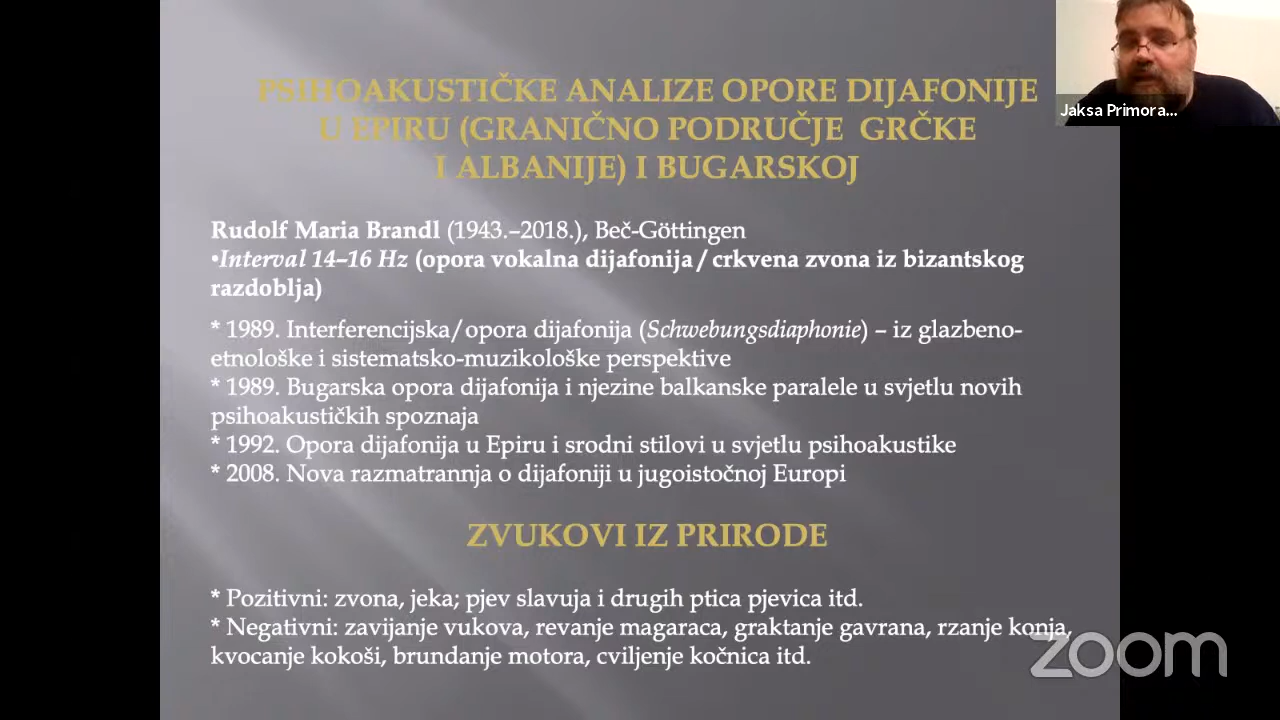 PSIHOAKUSTIČKE ANALIZE OPORE DIJAFONIJE
U EPIRU (GRANIČNO PODRUČJE GRČKE
I ALBANIJE) I BUGARSKOJ
Jaksa Primora...
Rudolf Maria Brandl (1943.–2018.), Beč-Göttingen
•Interval 14–16 Hz (opora vokalna dijafonija / crkvena zvona iz bizantskog
razdoblja)
* 1989. Interferencijska/opora dijafonija (Schwebungsdiaphonie) – iz glazbeno-
etnološke i sistematsko-muzikološke perspektive
* 1989. Bugarska opora dijafonija i njezine balkanske paralele u svjetlu novih
psihoakustičkih spoznaja
* 1992. Opora dijafonija u Epiru i srodni stilovi u svjetlu psihoakustike
* 2008. Nova razmatrannja o dijafoniji u jugoistočnoj Europi
ZVUKOVI IZ PRIRODE
* Pozitivni: zvona, jeka; pjev slavuja i drugih ptica pjevica itd.
* Negativni: zavijanje vukova, revanje magaraca, graktanje gavrana, rzanje konja,
kvocanje kokoši, brundanje motora, cviljenje kočnica itd.
zoom